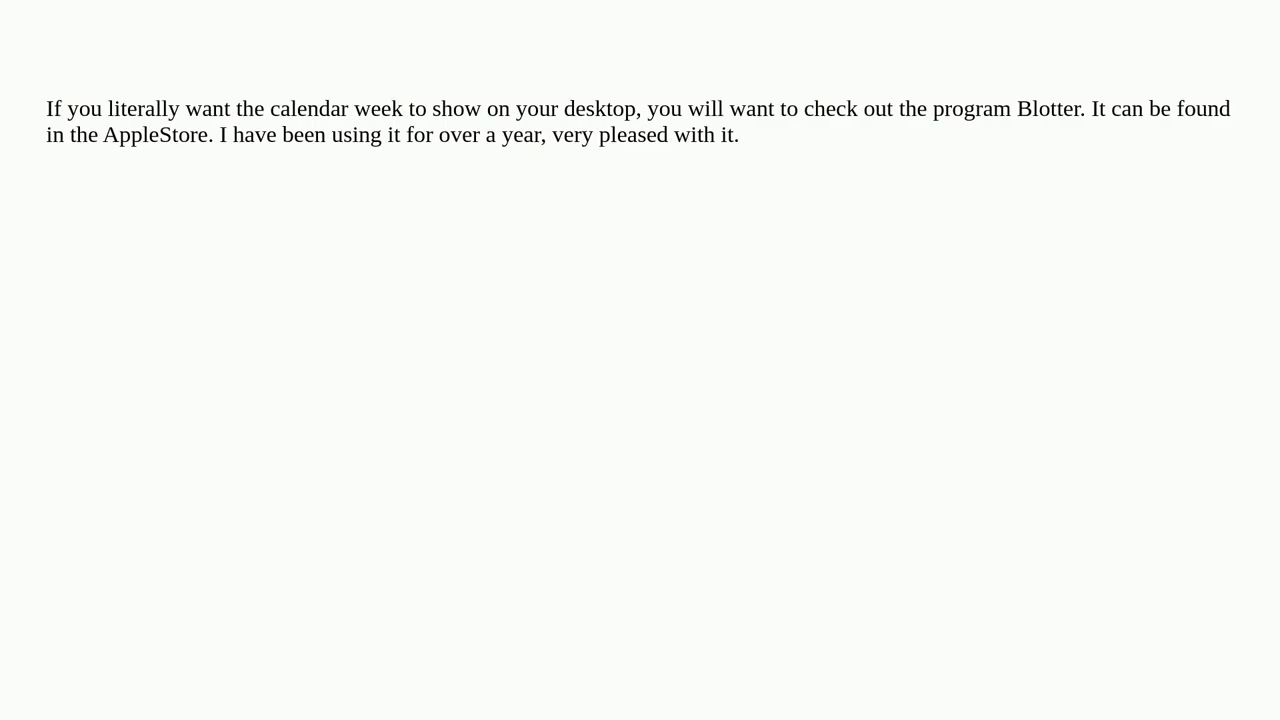 If you literally want the calendar week to show on your desktop, you will want to check out the program Blotter. It can be found
in the AppleStore. I have been using it for over a year, very pleased with it.